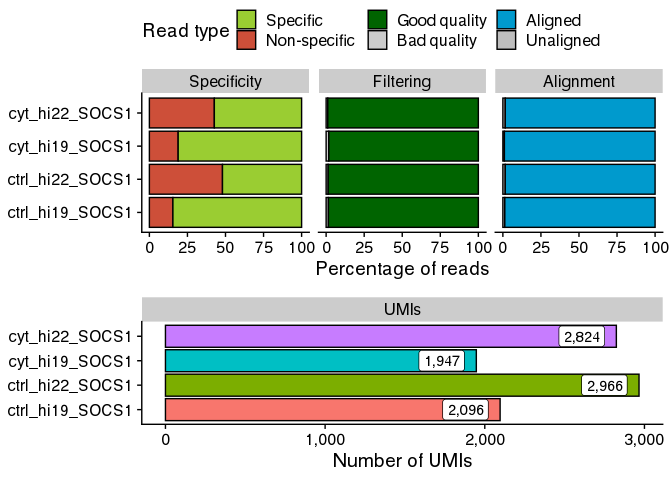 Read type Specific Good quality Aligned
Non-specific Bad quality Unaligned
Specificity Filtering Alignment
cyt_hi22_SOCS1
cyt_hi19_SOCS1
ctrl_hi22_SOCS1
ctrl_hi19_SOCS1
0 25 50 75 100 0 25 50 75 100 0 25 50 75 100
Percentage of reads
UMIs
cyt_hi22_SOCS1 2,824
cyt_hi19_SOCS1 1,947
ctrl_hi22_SOCS1 2,966
ctrl_hi19_SOCS1 2,096
0 1,000 2,000 3,000
Number of UMIs